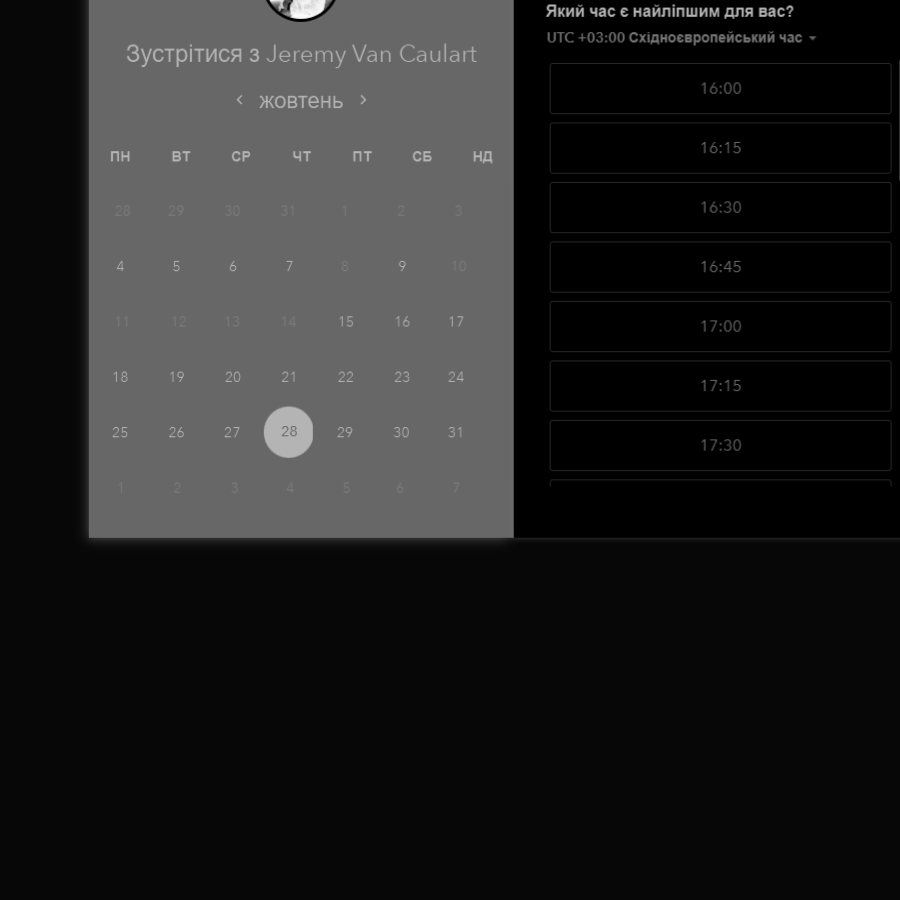 Зустрітися з Jeremy Van Caulart
жовтень
ПН ВТ СР ЧТ ПТ СБ НД
28 29 30 31 1 2 3
4 5 6 7 8 9 10
11 12 13 14 15 16 17
18 19 20 21 22 23 24
25 26 27 28 29 30 31
1 2 3 4 5 6 7
Який час є найліпшим для вас?
UTC +03:00 Східноєвропейський час
16:00
16:15
16:30
16:45
17:00
17:15
17:30